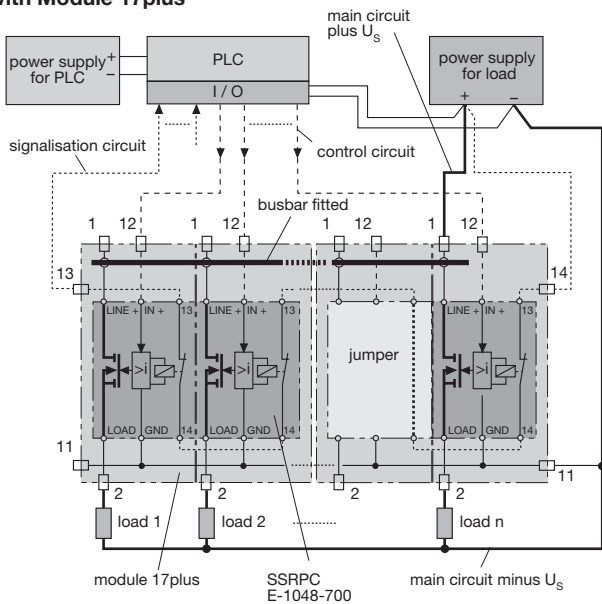 with Module 17plus
main circuit
plus U_S
power supply
for PLC
+
−
PLC
I / O
power supply
for load
+ −
signalisation circuit
control circuit
busbar fitted
1 12 1 12 1 12 1 12
13 14
LINE + IN + 13 LINE + IN + 13 LINE + IN + 13
>i >i jumper >i
LOAD GND 14 LOAD GND 14 LOAD GND 14
11 11
2 2 2 2
load 1 load 2 load n
module 17plus
SSRPC
E-1048-700
main circuit minus U_S